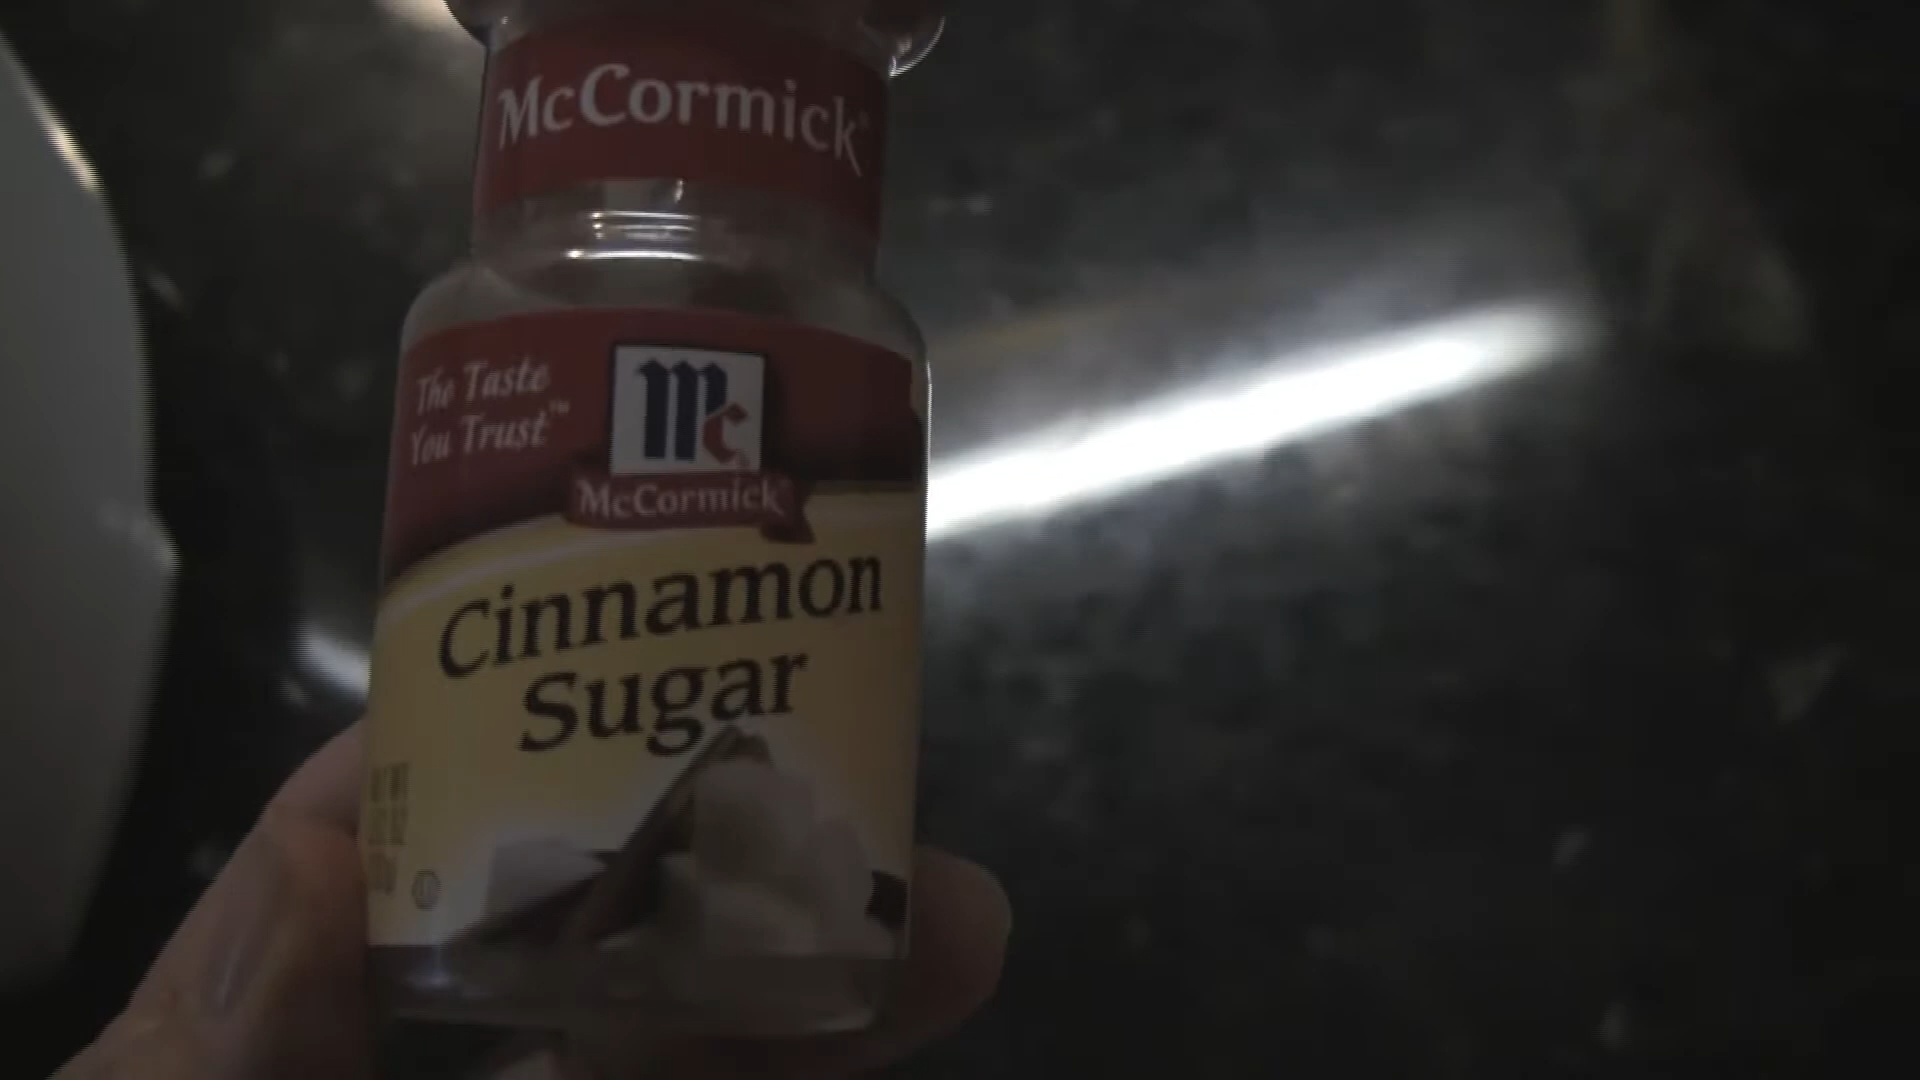 McCormick®
The Taste
You Trust™
Mc
McCormick
Cinnamon
Sugar